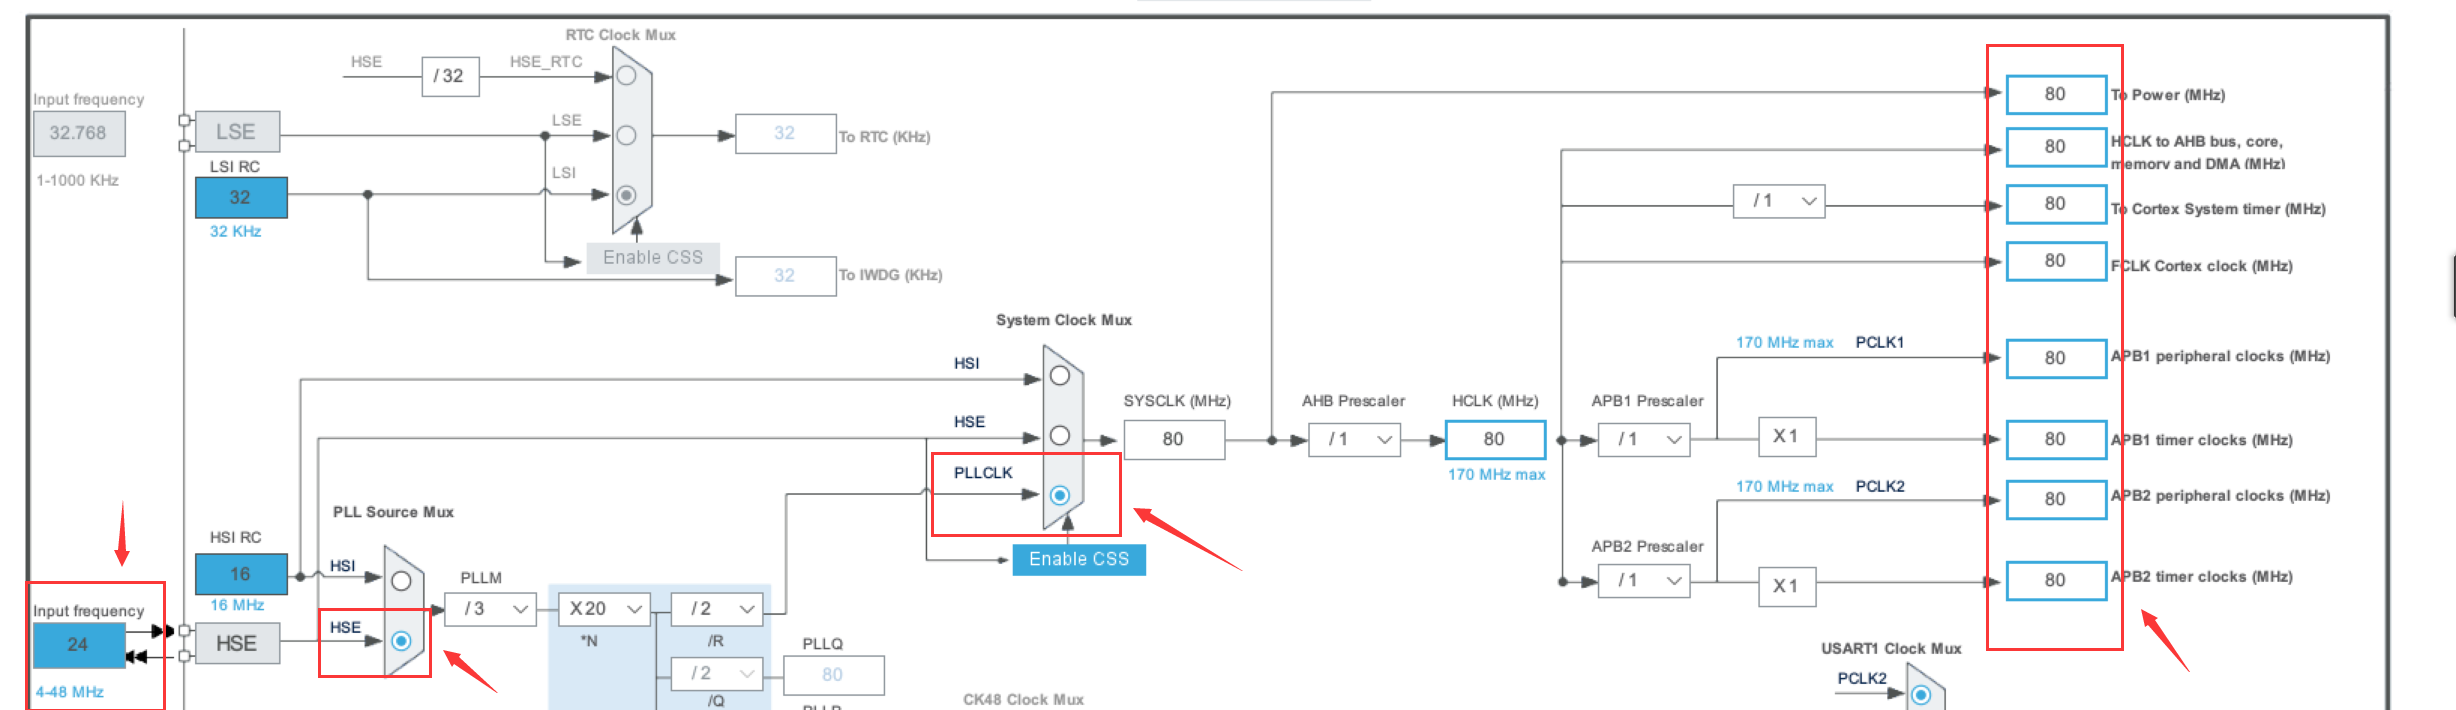 RTC Clock Mux
HSE
/ 32
HSE_RTC
Input frequency
32.768
1-1000 KHz
LSE
LSE
LSI RC
32
32 KHz
LSI
32
To RTC (KHz)
Enable CSS
32
To IWDG (KHz)
System Clock Mux
HSI
HSE
PLLCLK
Enable CSS
SYSCLK (MHz)
80
AHB Prescaler
/ 1
HCLK (MHz)
80
170 MHz max
80
To Power (MHz)
80
HCLK to AHB bus, core,
memory and DMA (MHz)
/ 1
80
To Cortex System timer (MHz)
80
FCLK Cortex clock (MHz)
APB1 Prescaler
/ 1
170 MHz max
PCLK1
80
APB1 peripheral clocks (MHz)
X 1
80
APB1 timer clocks (MHz)
APB2 Prescaler
/ 1
170 MHz max
PCLK2
80
APB2 peripheral clocks (MHz)
X 1
80
APB2 timer clocks (MHz)
PLL Source Mux
HSI RC
16
16 MHz
HSI
Input frequency
24
4-48 MHz
HSE
HSE
PLLM
/ 3
X 20
*N
/ 2
/R
/ 2
/Q
PLLQ
80
CK48 Clock Mux
USART1 Clock Mux
PCLK2